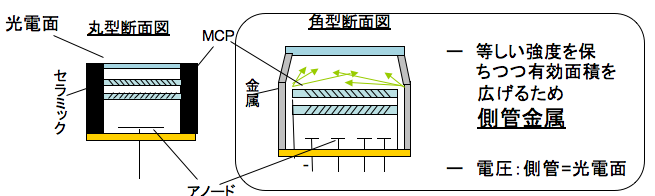 光電面
丸型断面図
MCP
角型断面図
セラミック
金属
アノード
ー 等しい強度を保
ちつつ有効面積を
広げるため
側管金属
ー 電圧：側管=光電面